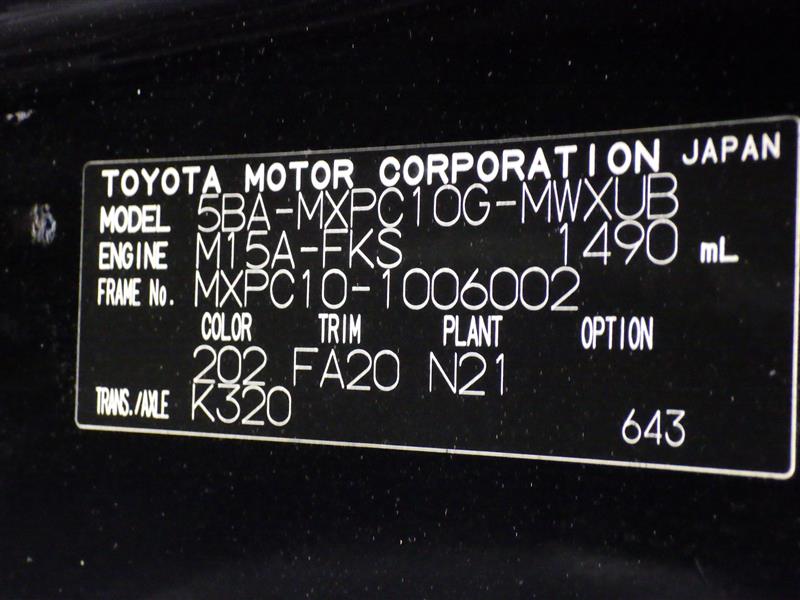 TOYOTA MOTOR CORPORATION JAPAN
MODEL 5BA-MXPC10G-MWXUB
ENGINE M15A-FKS 1490 mL
FRAME No. MXPC10-1006002
COLOR TRIM PLANT OPTION
202 FA20 N21
TRANS./AXLE K320
643